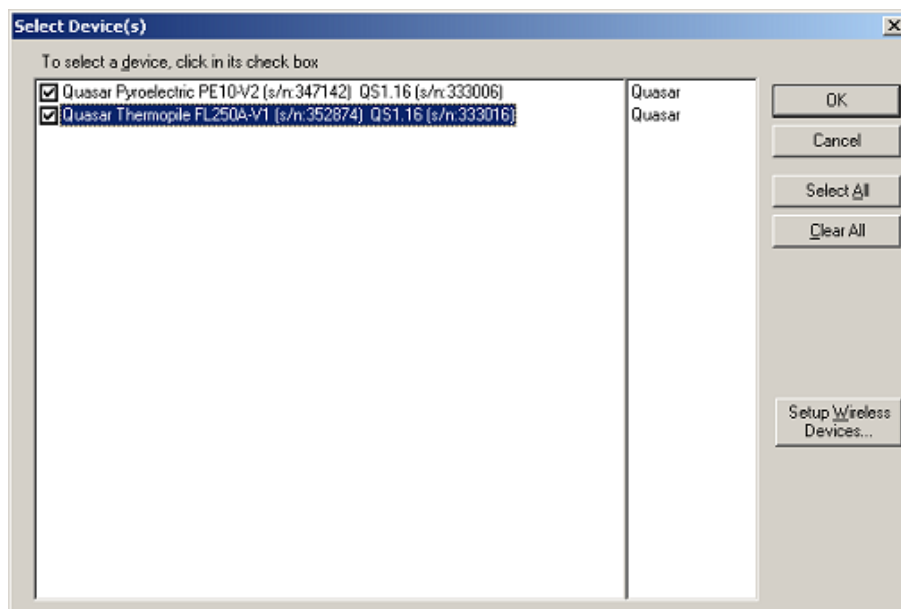 Select Device(s)
To select a device, click in its check box
Quasar Pyroelectric PE10-V2 (s/n:347142) QS1.16 (s/n:333006) Quasar
Quasar Thermopile FL250A-V1 (s/n:352874) QS1.16 (s/n:333016) Quasar
OK
Cancel
Select All
Clear All
Setup Wireless
Devices...